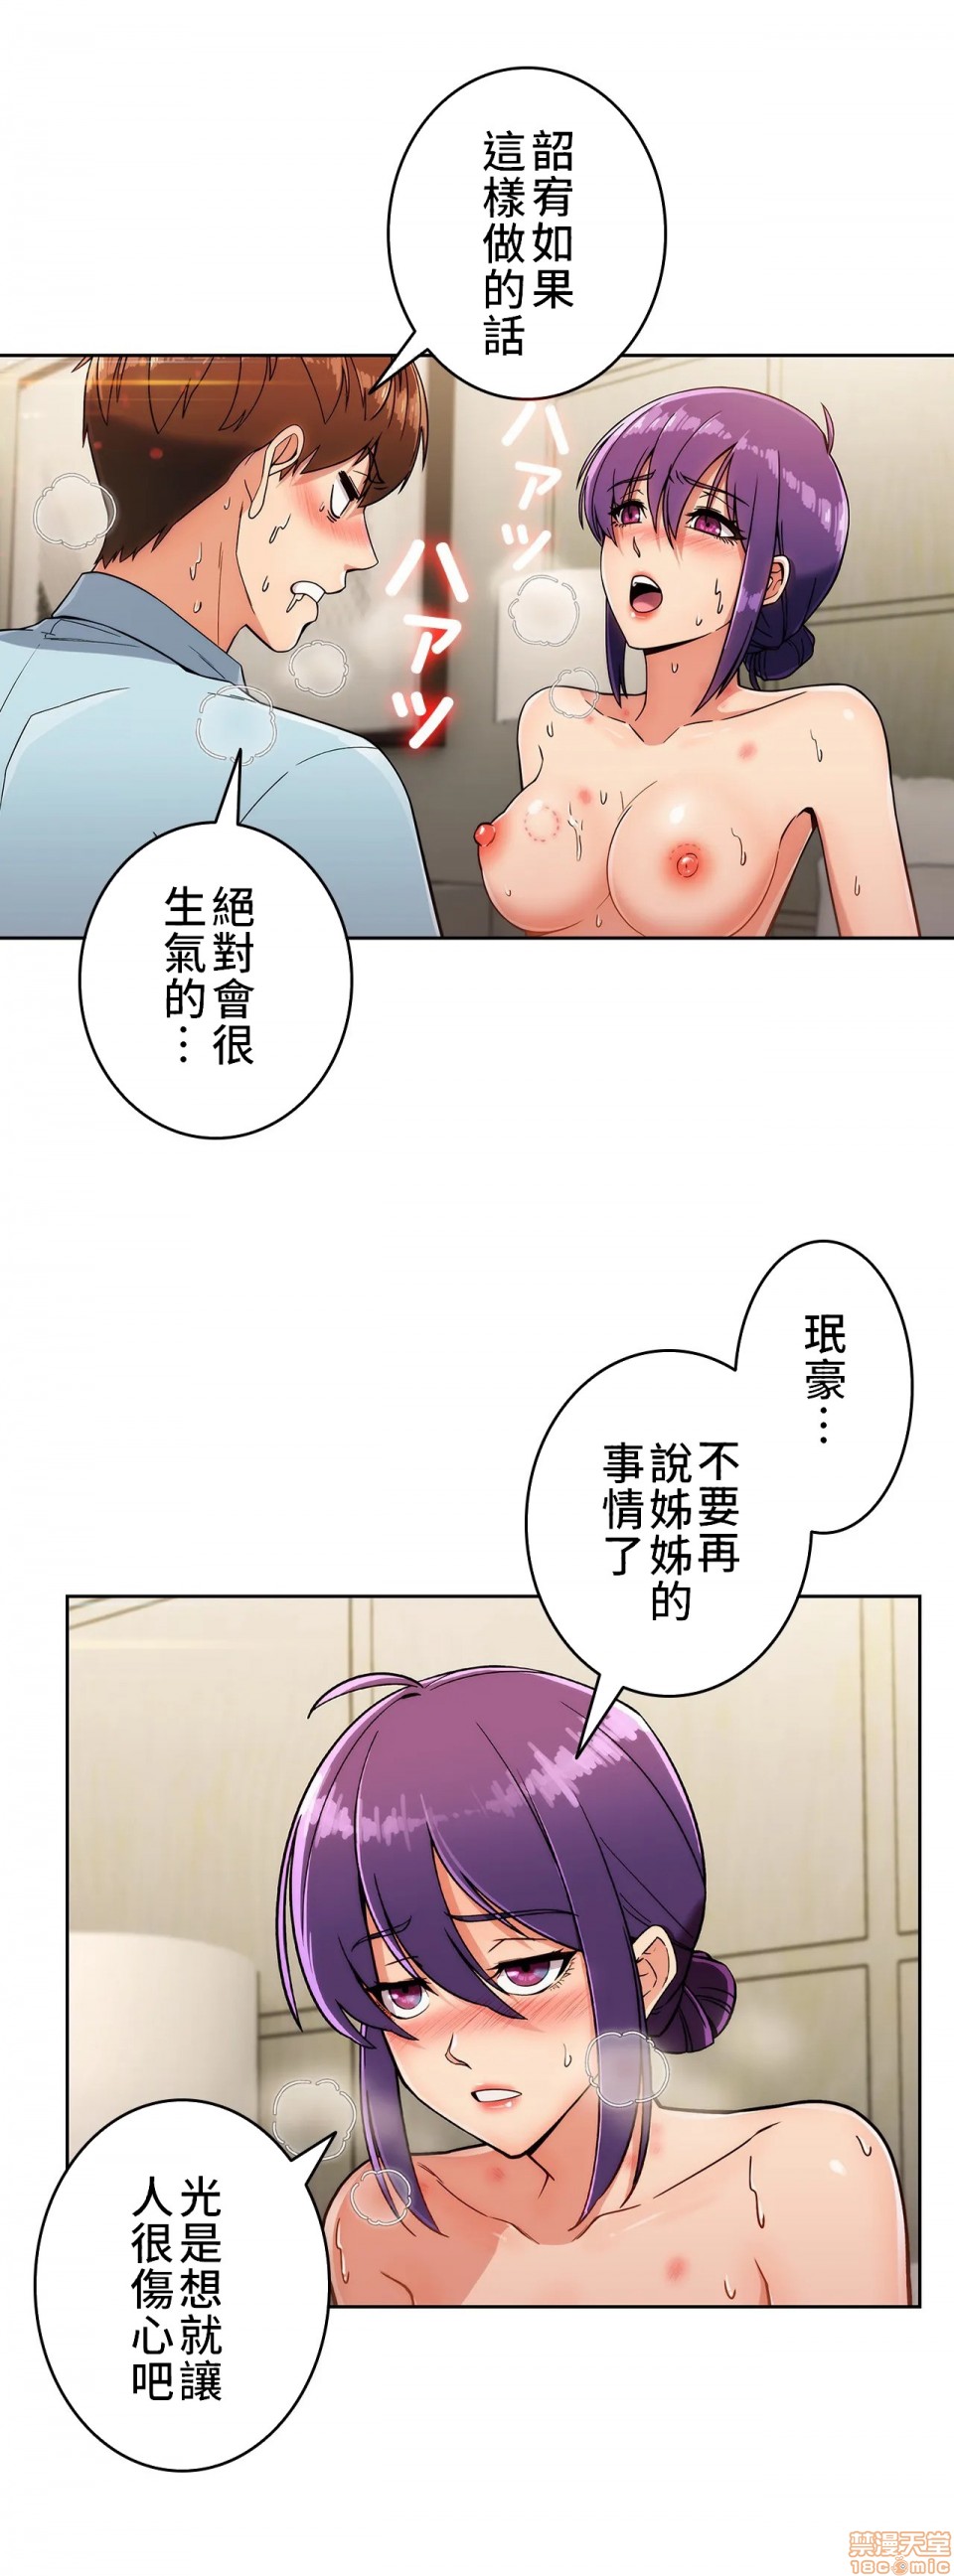 韶宥如果
這樣做的話
ハァッ
ハァッ
絕對會很
生氣的…
珉豪…
不要再
說姊姊的
事情了
光是想就讓
人很傷心吧
禁漫天堂
18comic